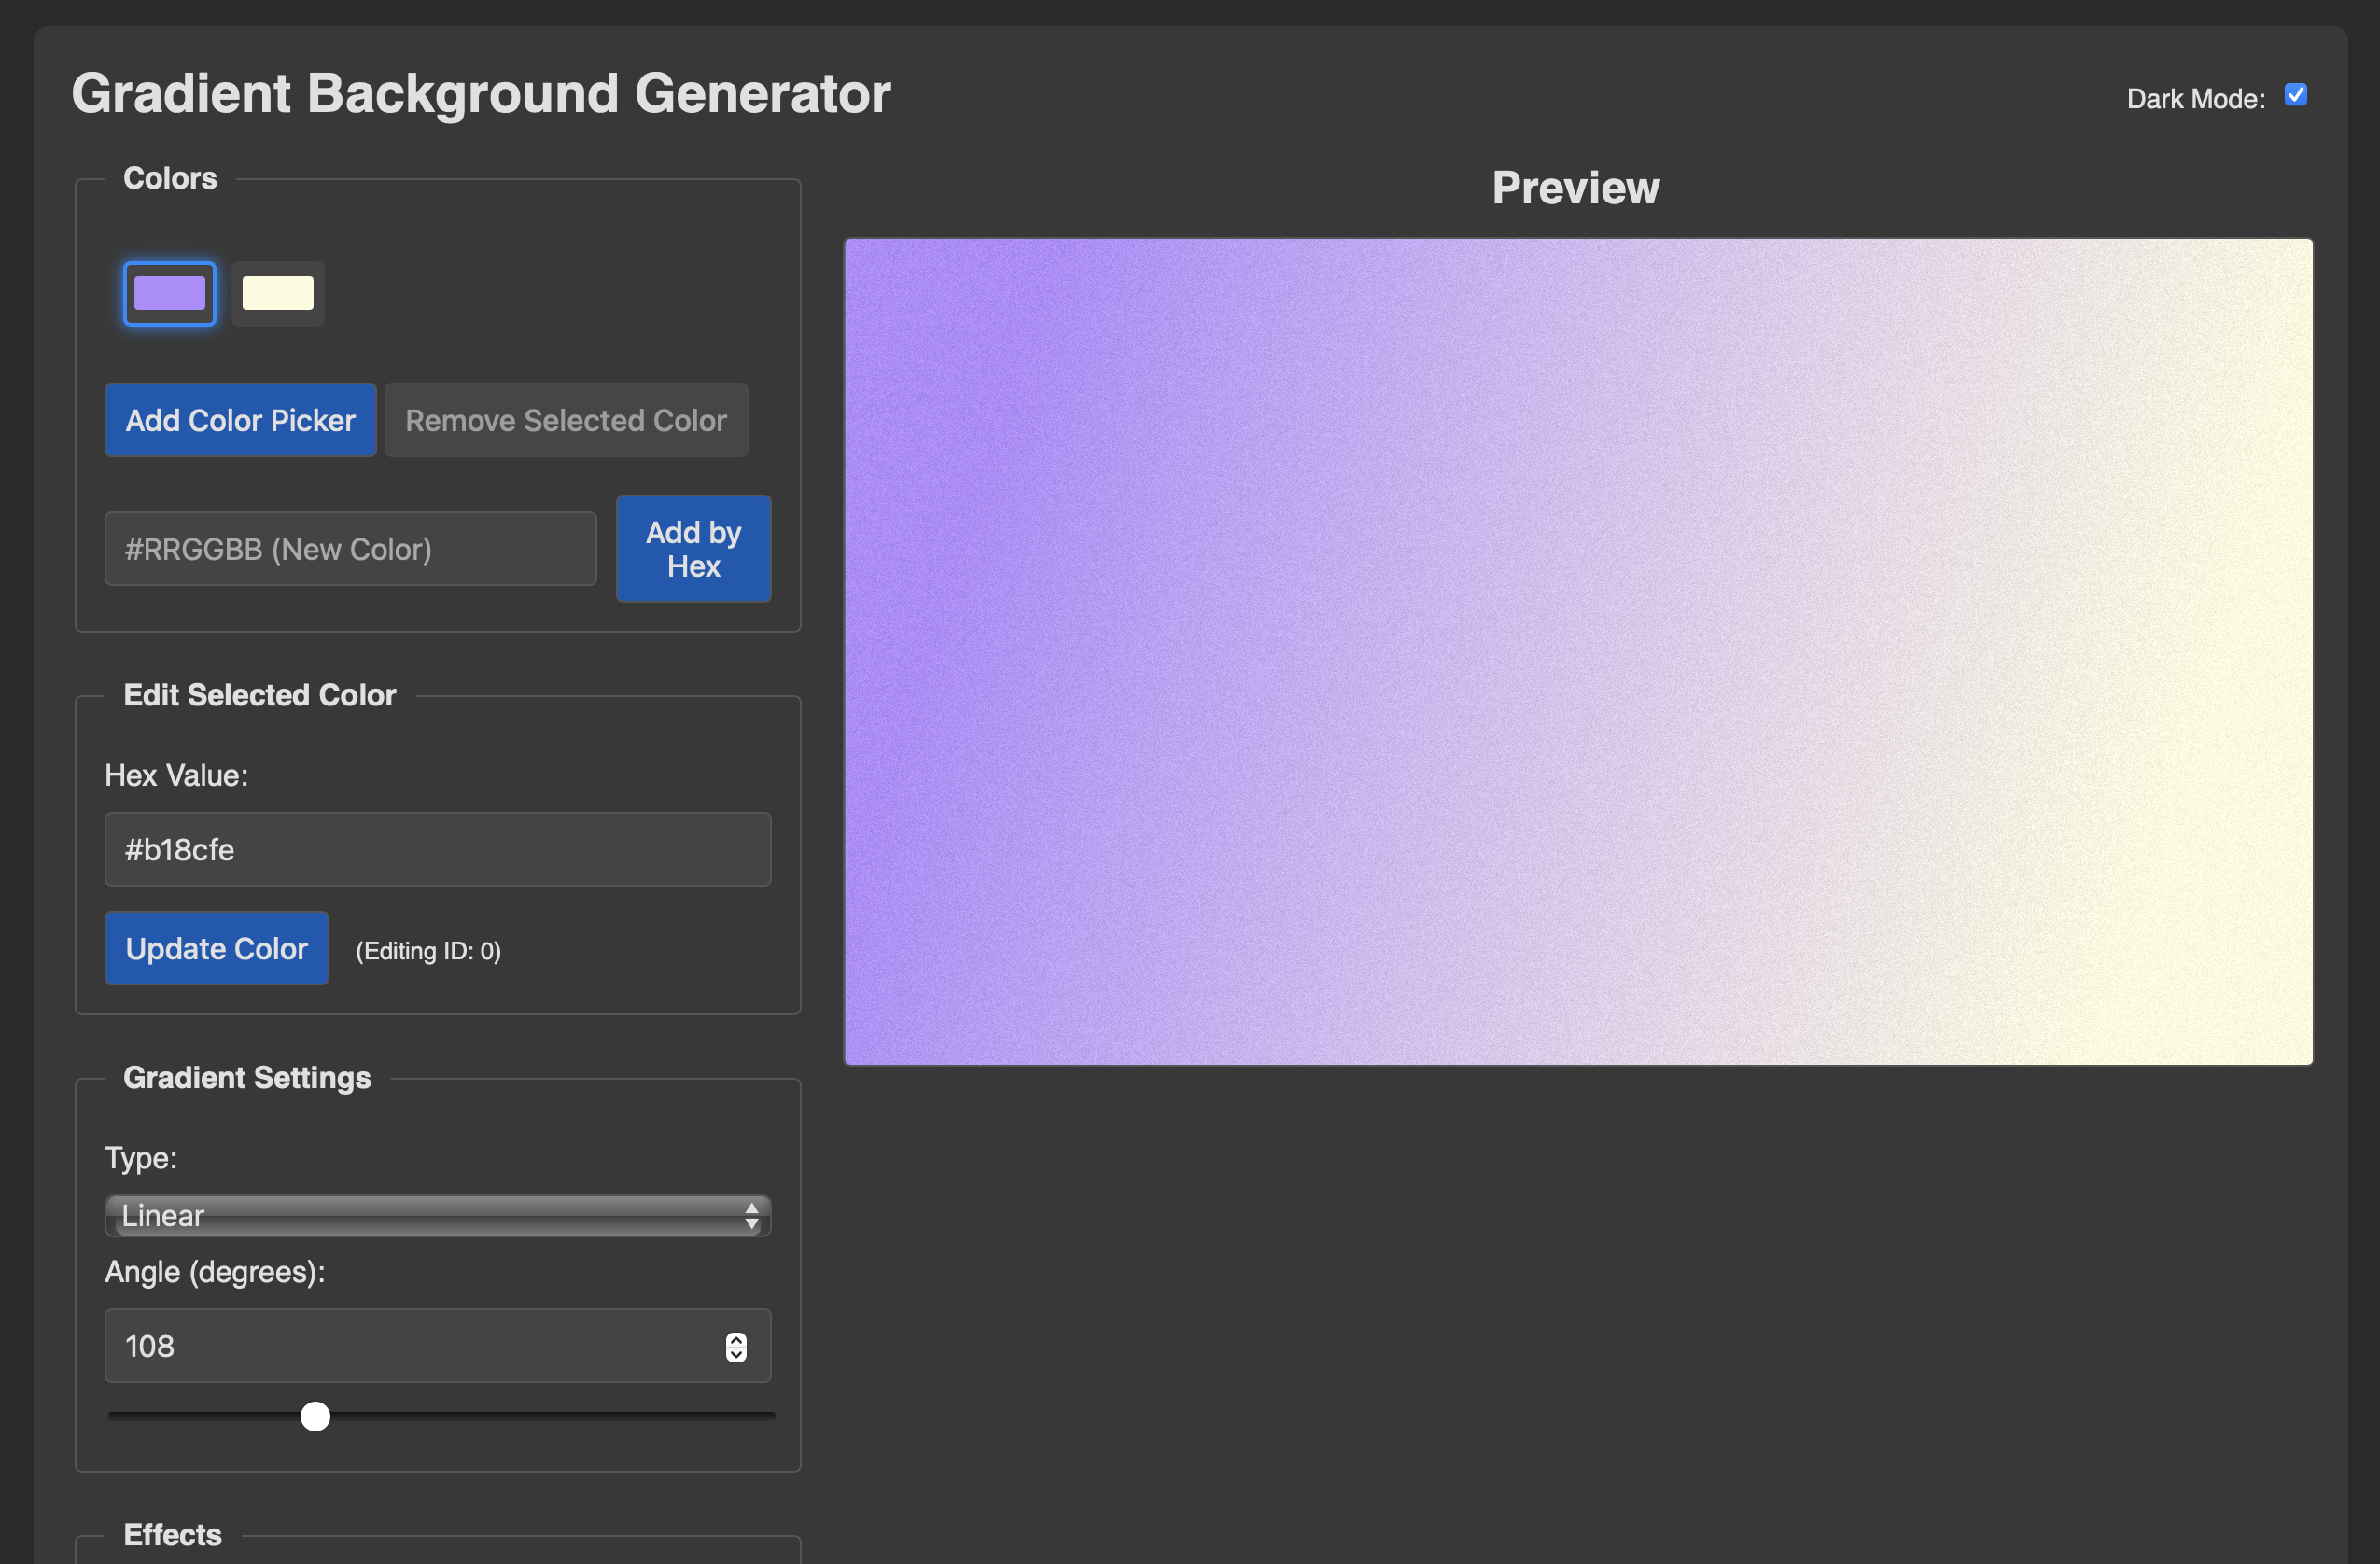 Gradient Background Generator
Dark Mode:
Colors
Add Color Picker
Remove Selected Color
#RRGGBB (New Color)
Add by
Hex
Edit Selected Color
Hex Value:
#b18cfe
Update Color
(Editing ID: 0)
Gradient Settings
Type:
Linear
Angle (degrees):
108
Effects
Preview